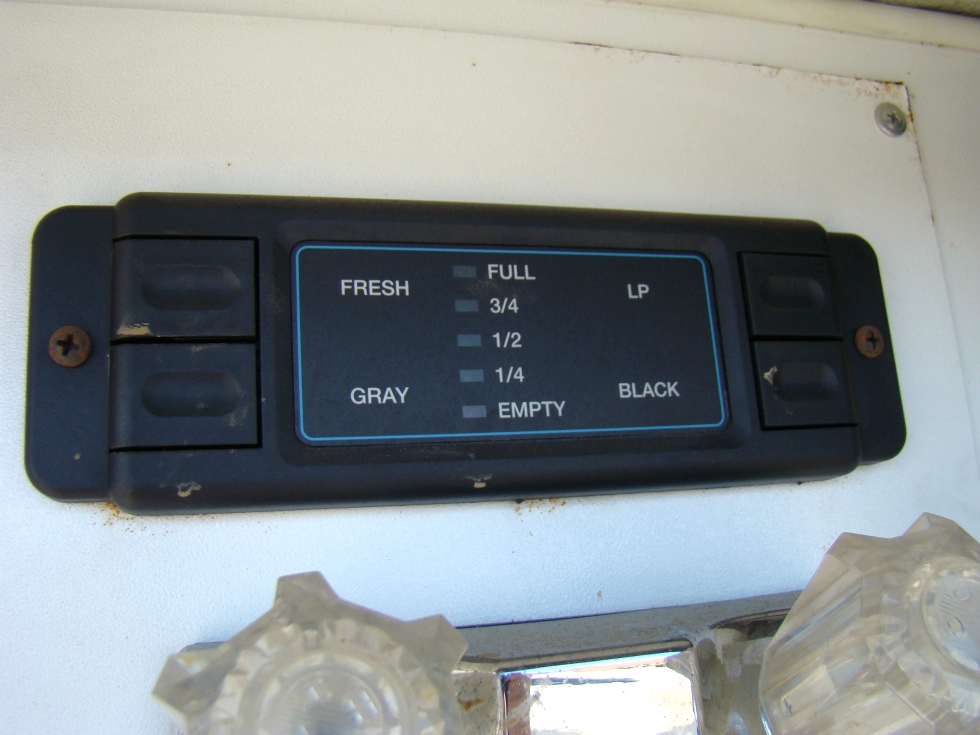 FRESH
GRAY
FULL
3/4
1/2
1/4
EMPTY
LP
BLACK